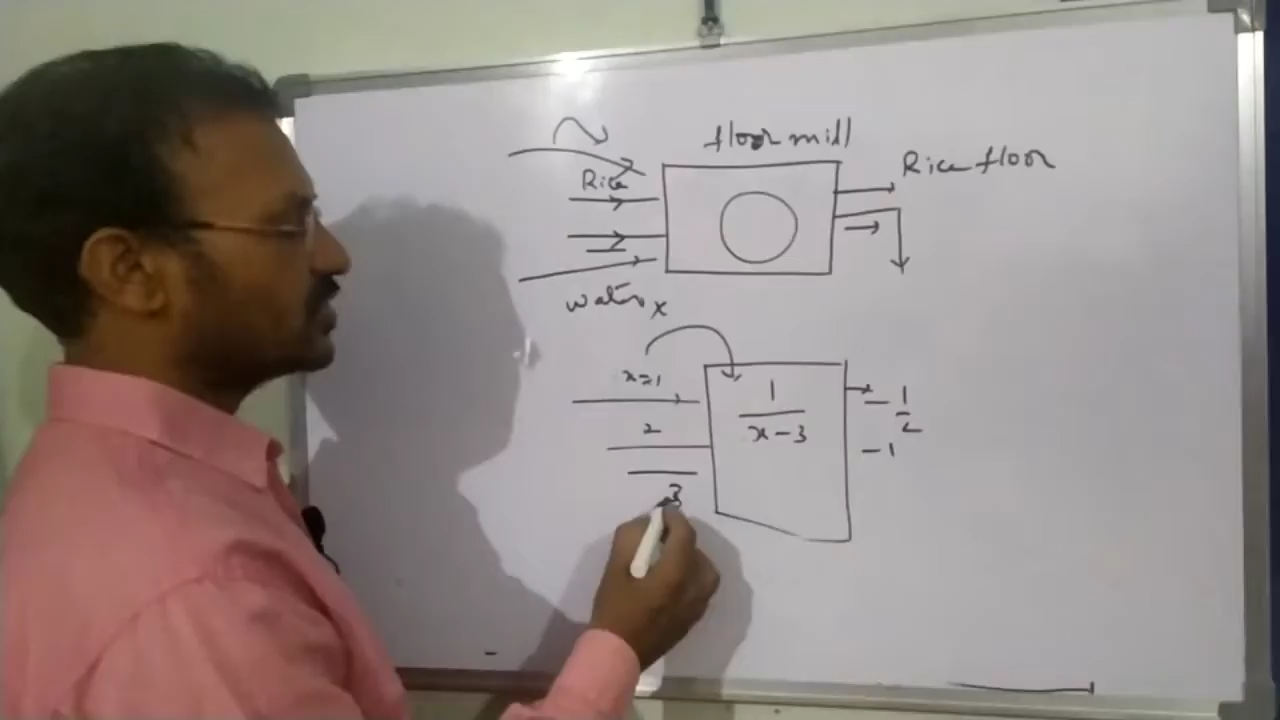 floor mill
Rice floor
Rice
water x
x=1
1
x-3
- 1
2
2
-1
3